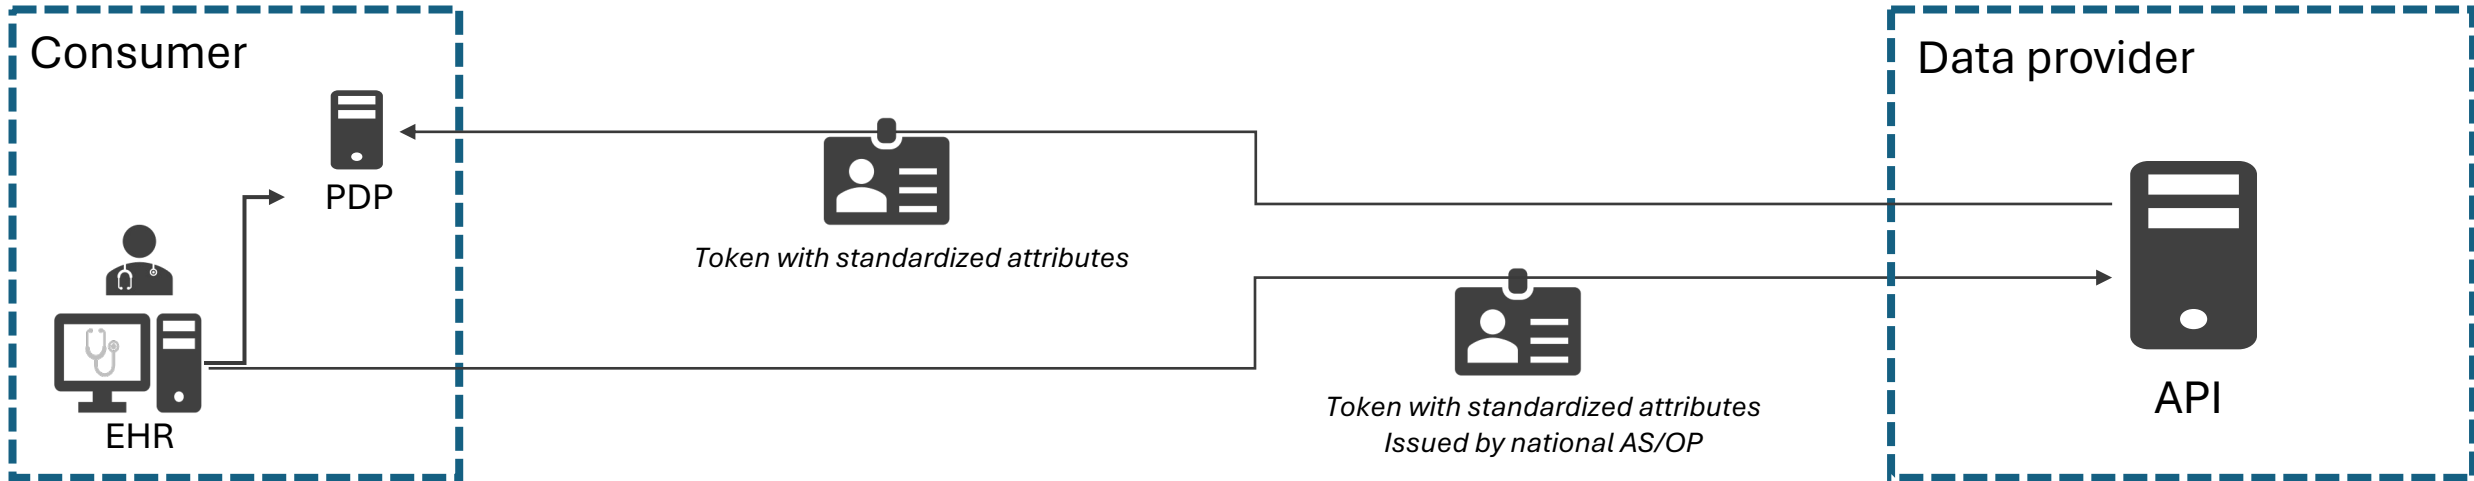 Consumer
Data provider
PDP
Token with standardized attributes
EHR
Token with standardized attributes
Issued by national AS/OP
API